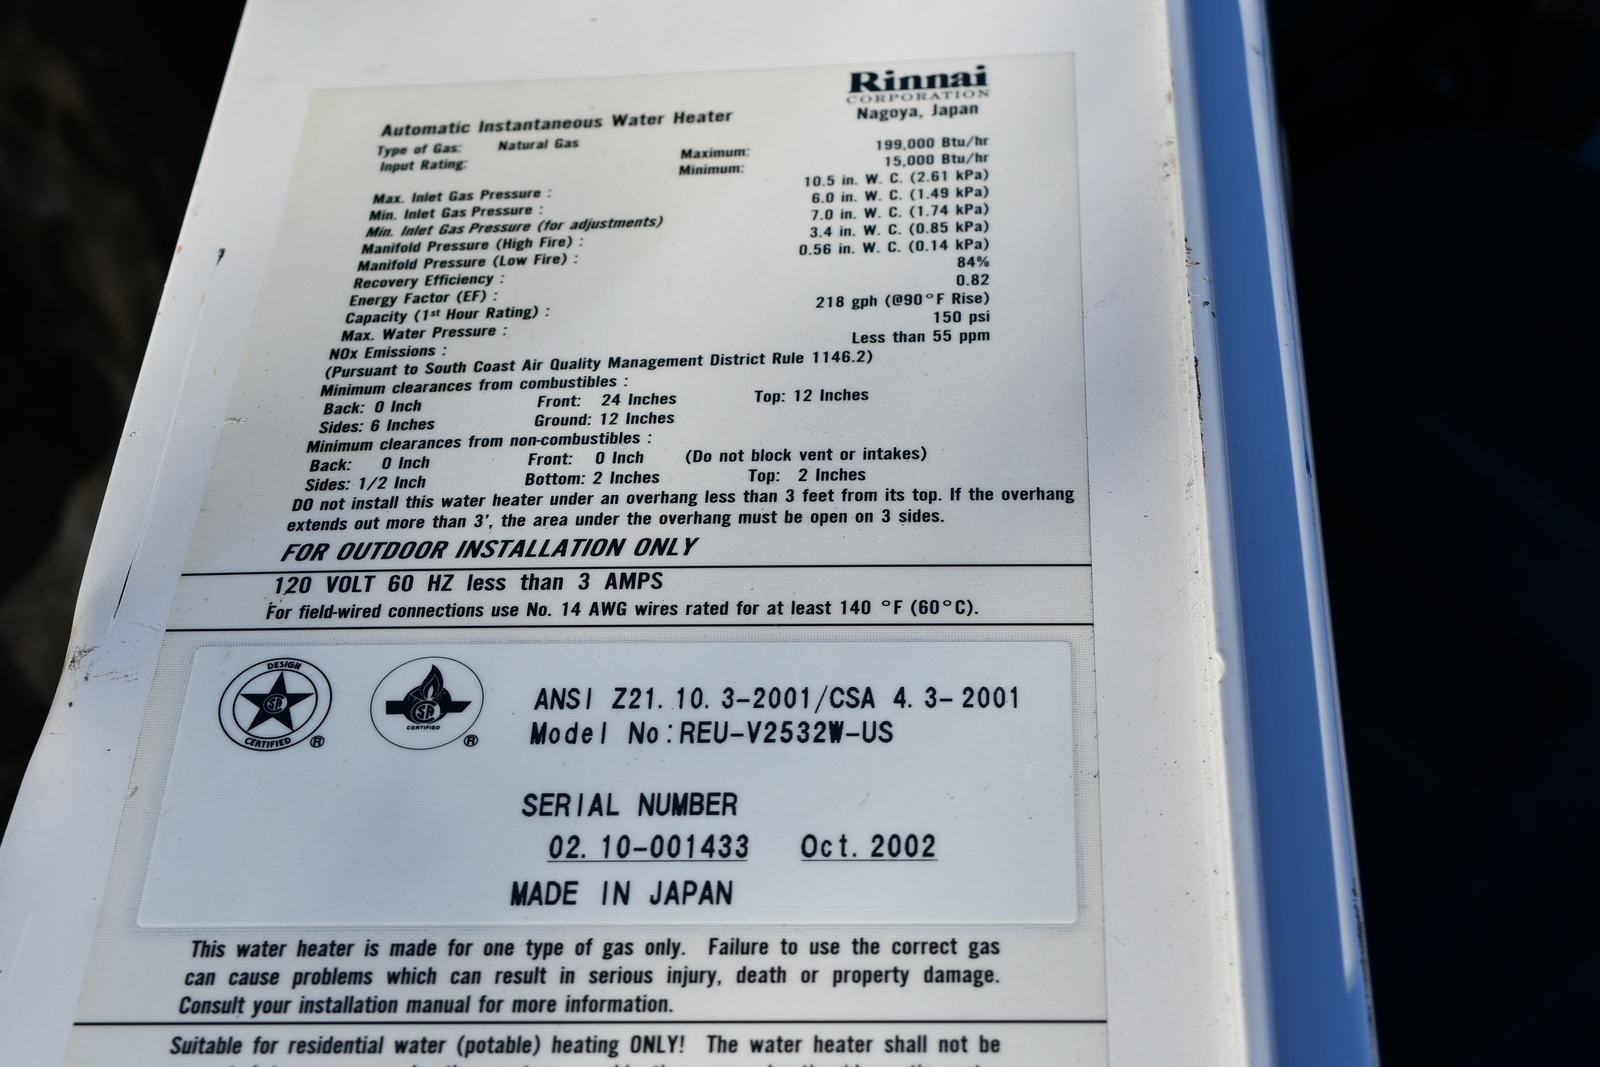 Rinnai
CORPORATION
Nagoya, Japan
Automatic Instantaneous Water Heater
Type of Gas: Natural Gas
Input Rating: Maximum: 199,000 Btu/hr
Minimum: 15,000 Btu/hr
Max. Inlet Gas Pressure : 10.5 in. W. C. (2.61 kPa)
Min. Inlet Gas Pressure : 6.0 in. W. C. (1.49 kPa)
Min. Inlet Gas Pressure (for adjustments) 7.0 in. W. C. (1.74 kPa)
Manifold Pressure (High Fire) : 3.4 in. W. C. (0.85 kPa)
Manifold Pressure (Low Fire) : 0.56 in. W. C. (0.14 kPa)
Recovery Efficiency : 84%
Energy Factor (EF) : 0.82
Capacity (1st Hour Rating) : 218 gph (@90°F Rise)
Max. Water Pressure : 150 psi
NOx Emissions : Less than 55 ppm
(Pursuant to South Coast Air Quality Management District Rule 1146.2)
Minimum clearances from combustibles :
Back: 0 Inch Front: 24 Inches Top: 12 Inches
Sides: 6 Inches Ground: 12 Inches
Minimum clearances from non-combustibles :
Back: 0 Inch Front: 0 Inch (Do not block vent or intakes)
Sides: 1/2 Inch Bottom: 2 Inches Top: 2 Inches
DO not install this water heater under an overhang less than 3 feet from its top. If the overhang
extends out more than 3', the area under the overhang must be open on 3 sides.
FOR OUTDOOR INSTALLATION ONLY
120 VOLT 60 HZ less than 3 AMPS
For field-wired connections use No. 14 AWG wires rated for at least 140 °F (60°C).
DESIGN
CERTIFIED ®
CERTIFIED ®
ANSI Z21. 10. 3-2001/CSA 4. 3-2001
Model No:REU-V2532W-US
SERIAL NUMBER
02. 10-001433 Oct. 2002
MADE IN JAPAN
This water heater is made for one type of gas only. Failure to use the correct gas
can cause problems which can result in serious injury, death or property damage.
Consult your installation manual for more information.
Suitable for residential water (potable) heating ONLY! The water heater shall not be